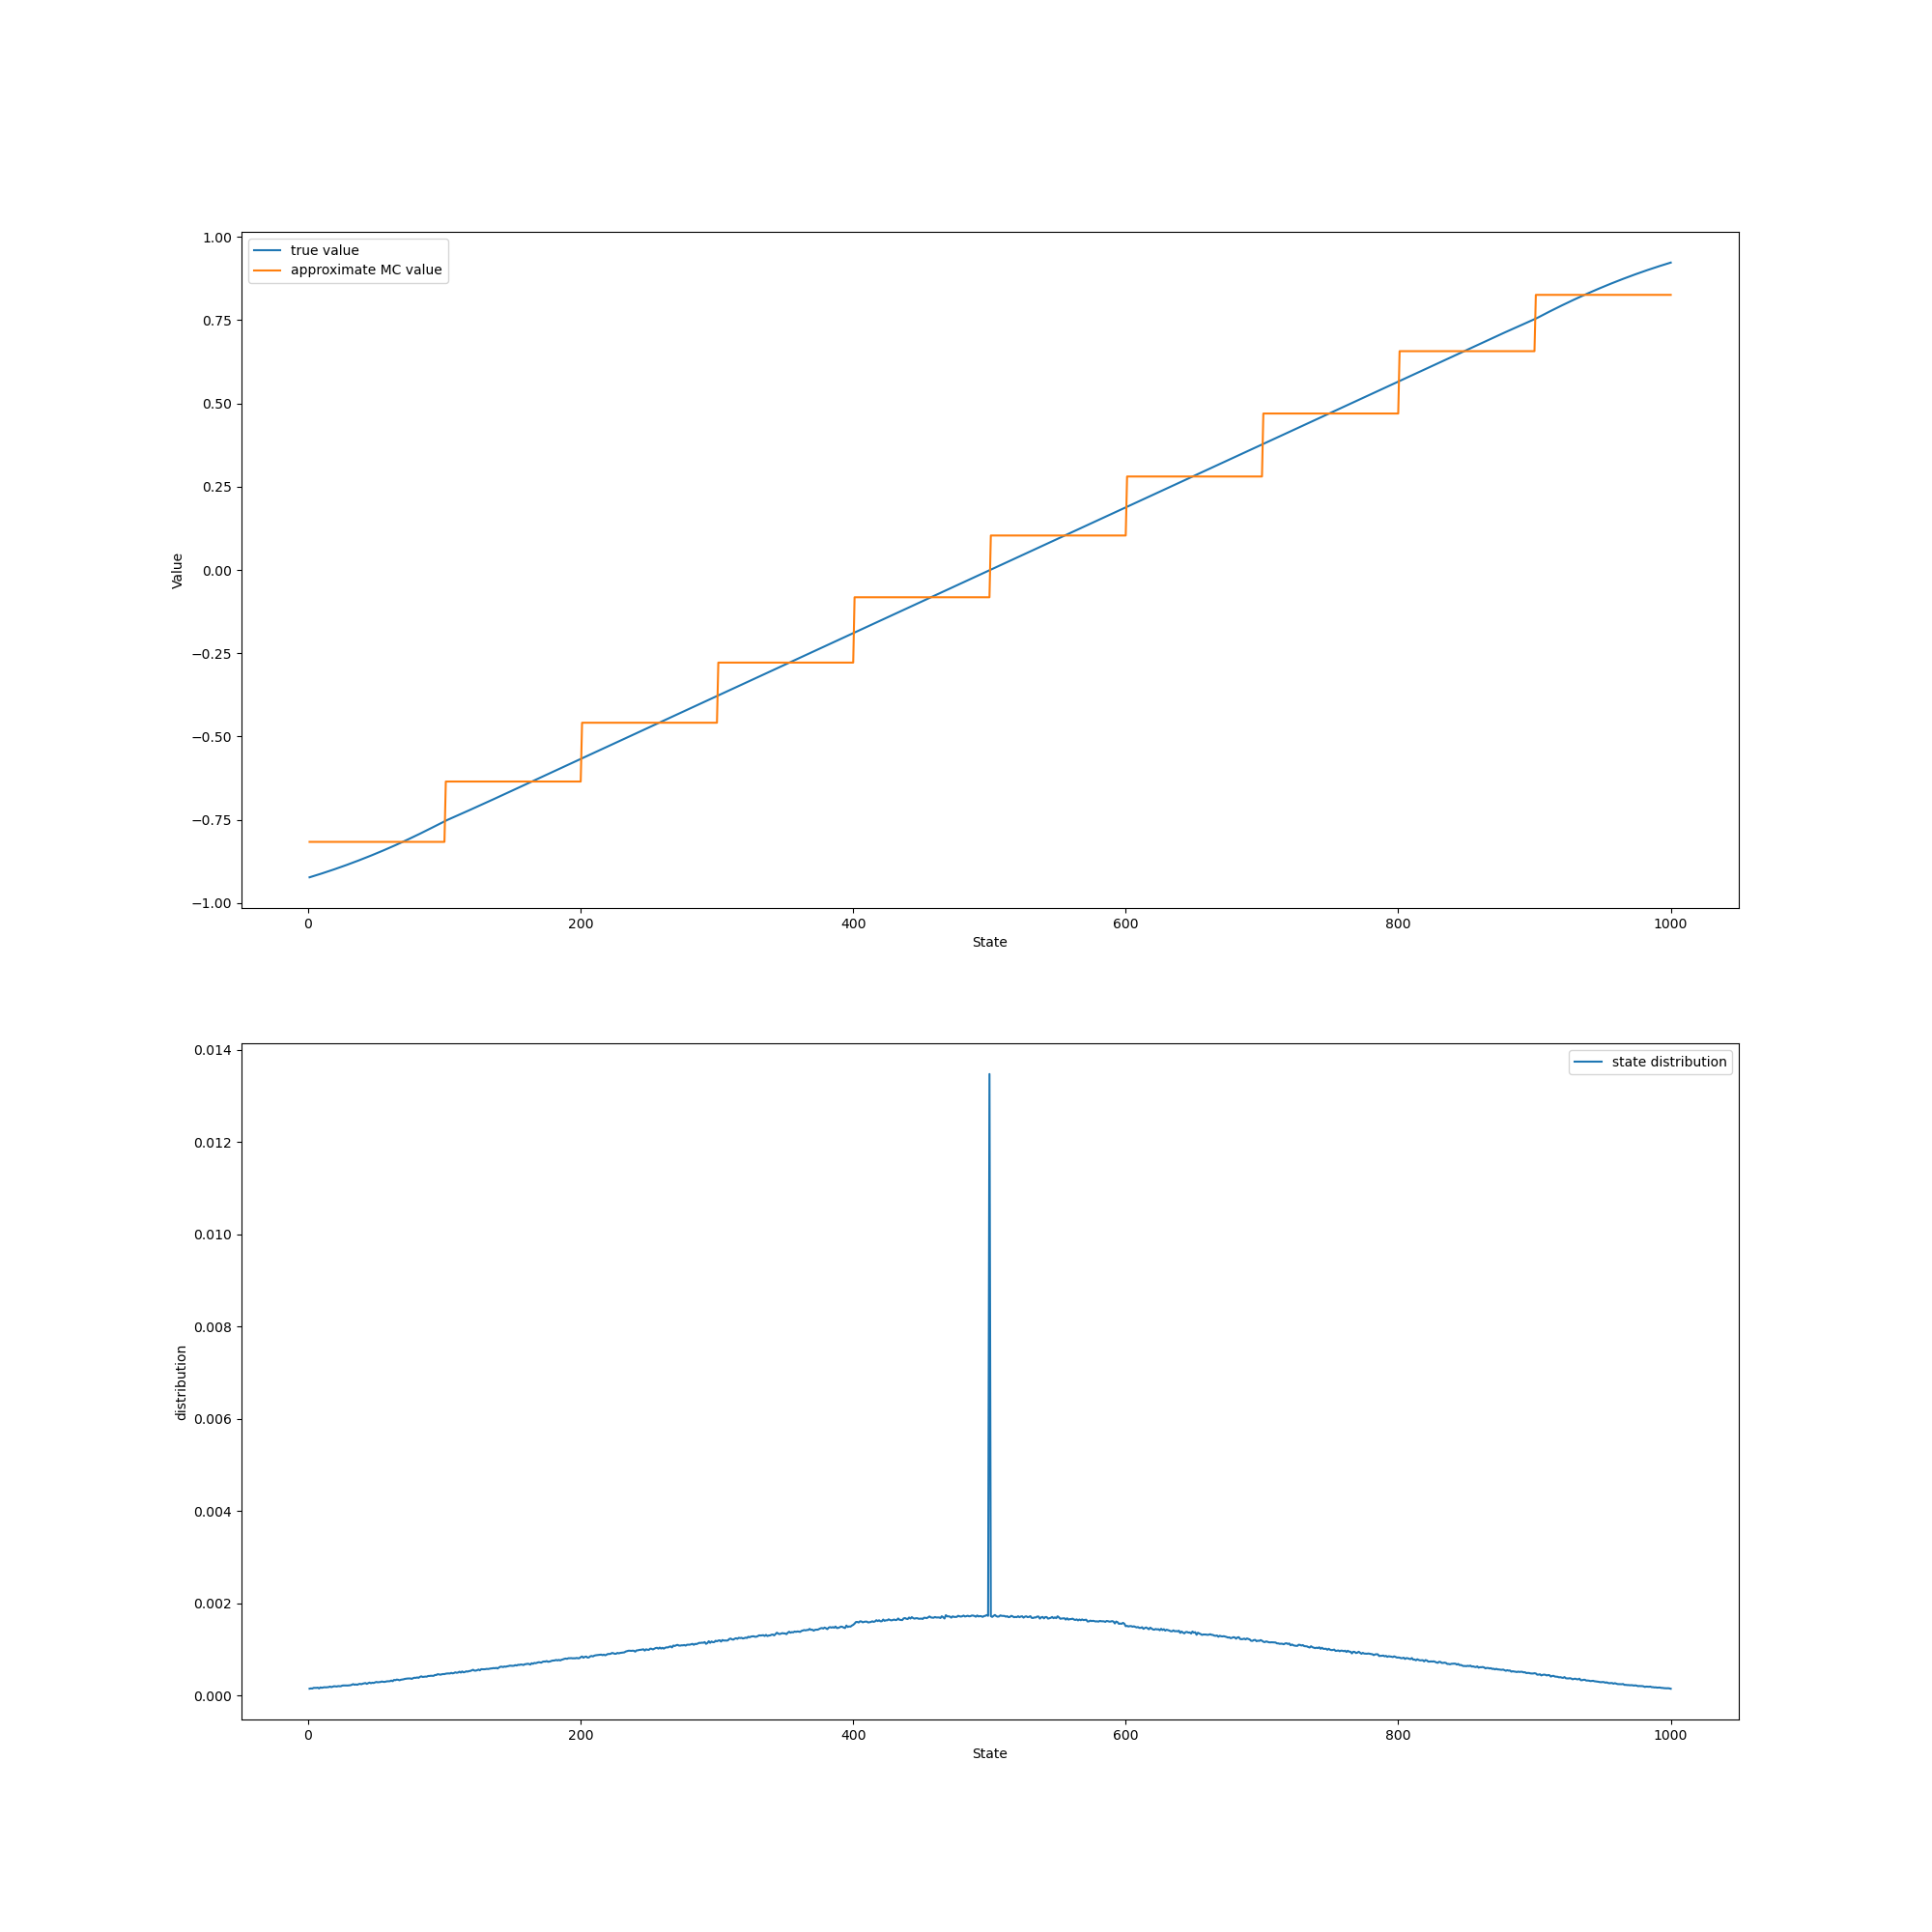 true value
approximate MC value
1.00
0.75
0.50
0.25
0.00
−0.25
−0.50
−0.75
−1.00
Value
0 200 400 600 800 1000
State
state distribution
0.014
0.012
0.010
0.008
0.006
0.004
0.002
0.000
distribution
0 200 400 600 800 1000
State